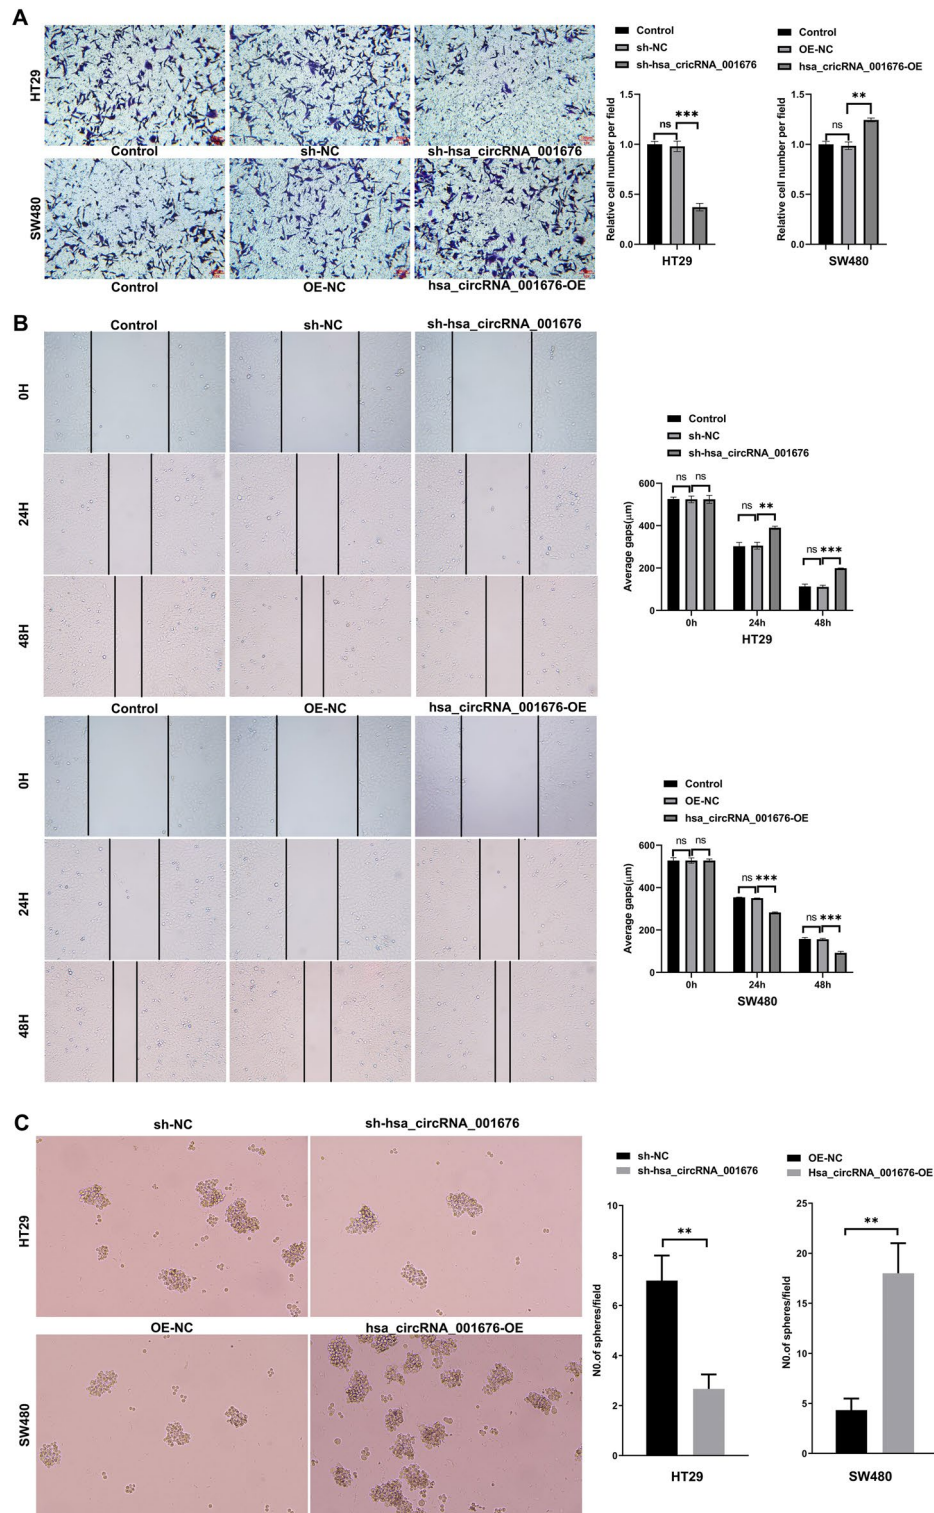 A
HT29
Control
sh-NC
sh-hsa_circRNA_001676
SW480
Control
OE-NC
hsa_circRNA_001676-OE
Control
sh-NC
sh-hsa_cricRNA_001676
Relative cell number per field
1.5
1.0
0.5
0.0
ns
***
HT29
Control
OE-NC
hsa_circRNA_001676-OE
Relative cell number per field
1.5
1.0
0.5
0.0
ns
**
SW480
B
Control
sh-NC
sh-hsa_circRNA_001676
0H
24H
48H
Control
sh-NC
sh-hsa_circRNA_001676
Average gaps(μm)
600
400
200
0
ns
ns
ns
**
ns
***
0h
24h
48h
HT29
Control
OE-NC
hsa_circRNA_001676-OE
0H
24H
48H
Control
OE-NC
hsa_circRNA_001676-OE
Average gaps(μm)
600
400
200
0
ns
ns
ns
***
ns
***
0h
24h
48h
SW480
C
sh-NC
sh-hsa_circRNA_001676
HT29
OE-NC
hsa_circRNA_001676-OE
SW480
sh-NC
sh-hsa_circRNA_001676
N0.of spheres/field
10
8
6
4
2
0
**
HT29
OE-NC
Hsa_circRNA_001676-OE
N0.of spheres/field
25
20
15
10
5
0
**
SW480